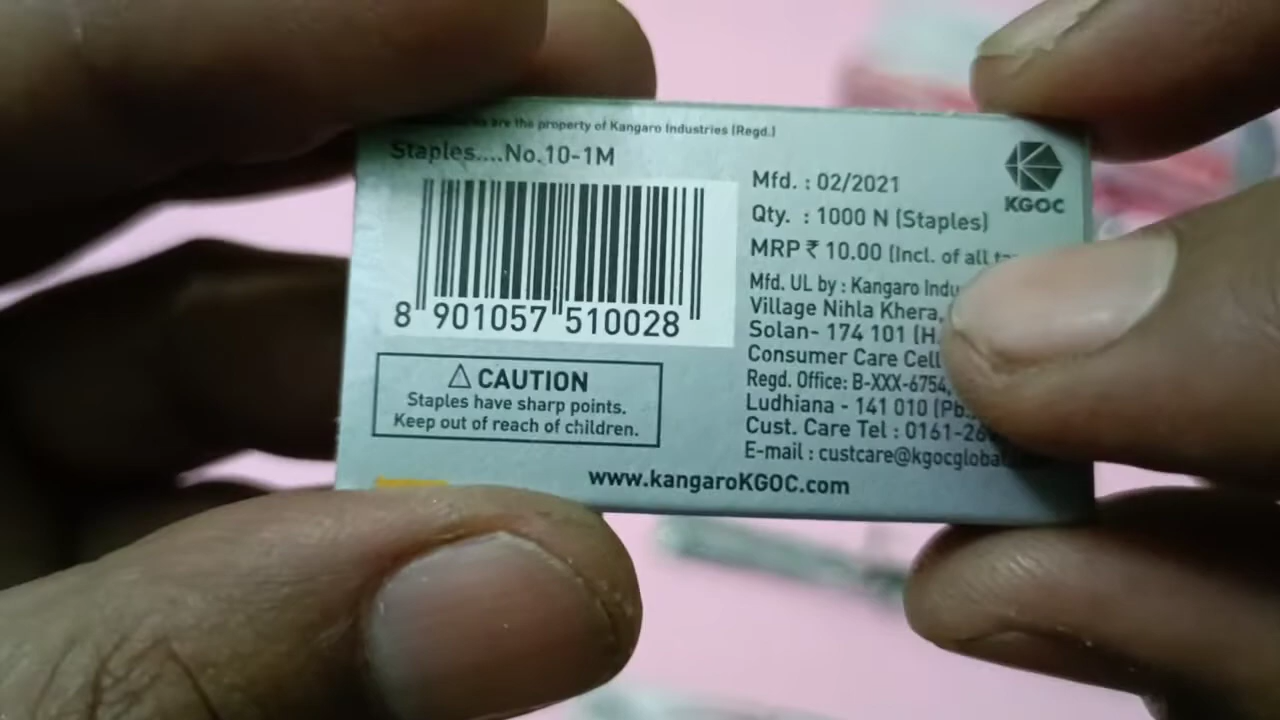 are the property of Kangaro Industries (Regd.)
Staples....No.10-1M
8 901057 510028
CAUTION
Staples have sharp points.
Keep out of reach of children.
Mfd. : 02/2021
Qty. : 1000 N (Staples)
MRP ₹ 10.00 (Incl. of all
Mfd. UL by : Kangaro Indu
Village Nihla Khera,
Solan- 174 101 (H.
Consumer Care Cell
Regd. Office: B-XXX-6754,
Ludhiana - 141 010 (Pb.
Cust. Care Tel : 0161-26
E-mail : custcare@kgocgloba
KGOC
www.kangaroKGOC.com